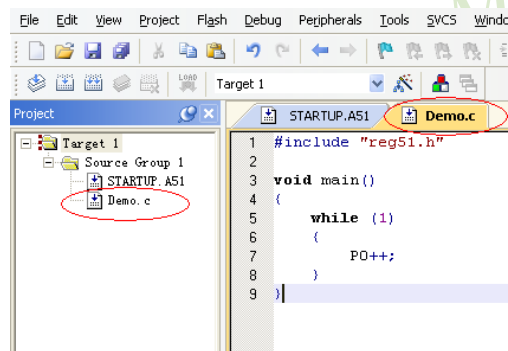 File Edit View Project Flash Debug Peripherals Tools SVCS Windo
LOAD
Target 1
Project
STARTUP.A51 Demo.c
Target 1
Source Group 1
STARTUP.A51
Demo.c
1 #include "reg51.h"
2
3 void main()
4 {
5 while (1)
6 {
7 P0++;
8 }
9 }